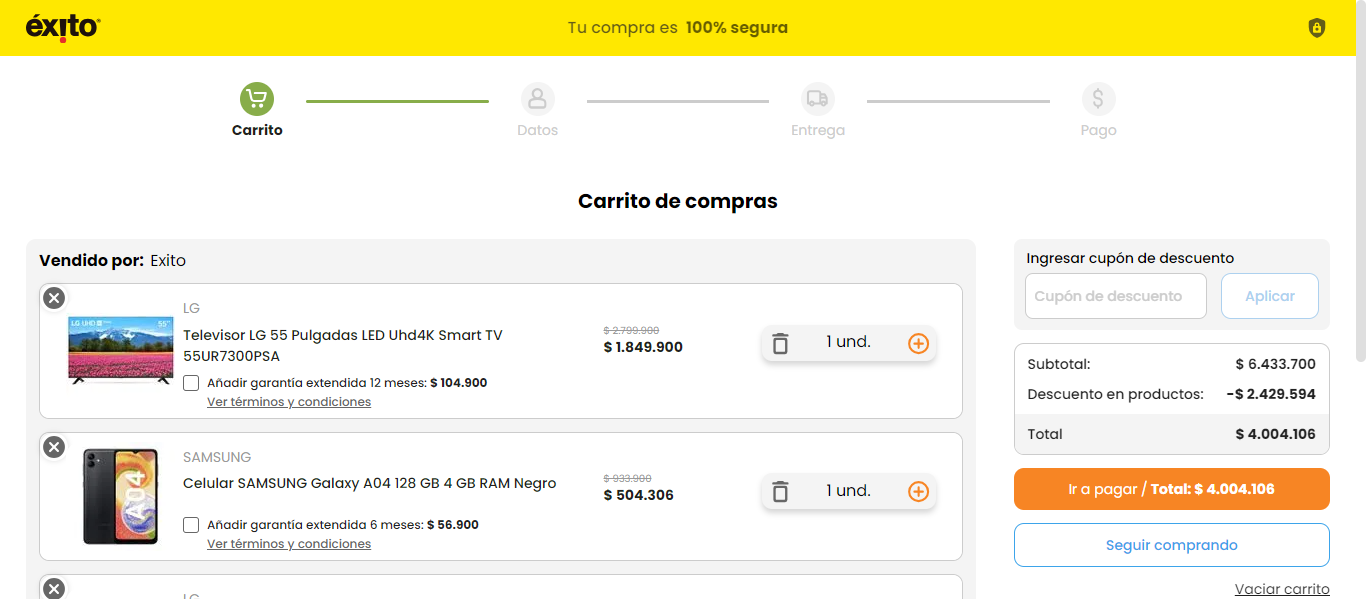 éxito
Tu compra es 100% segura
Carrito
Datos
Entrega
Pago
Carrito de compras
Vendido por: Exito
LG
Televisor LG 55 Pulgadas LED Uhd4K Smart TV
55UR7300PSA
$ 2.799.900
$ 1.849.900
1 und.
Añadir garantía extendida 12 meses: $ 104.900
Ver términos y condiciones
LG UHD
55"
SAMSUNG
Celular SAMSUNG Galaxy A04 128 GB 4 GB RAM Negro
$ 933.900
$ 504.306
1 und.
Añadir garantía extendida 6 meses: $ 56.900
Ver términos y condiciones
A04
LG
Ingresar cupón de descuento
Cupón de descuento
Aplicar
Subtotal: $ 6.433.700
Descuento en productos: -$ 2.429.594
Total $ 4.004.106
Ir a pagar / Total: $ 4.004.106
Seguir comprando
Vaciar carrito